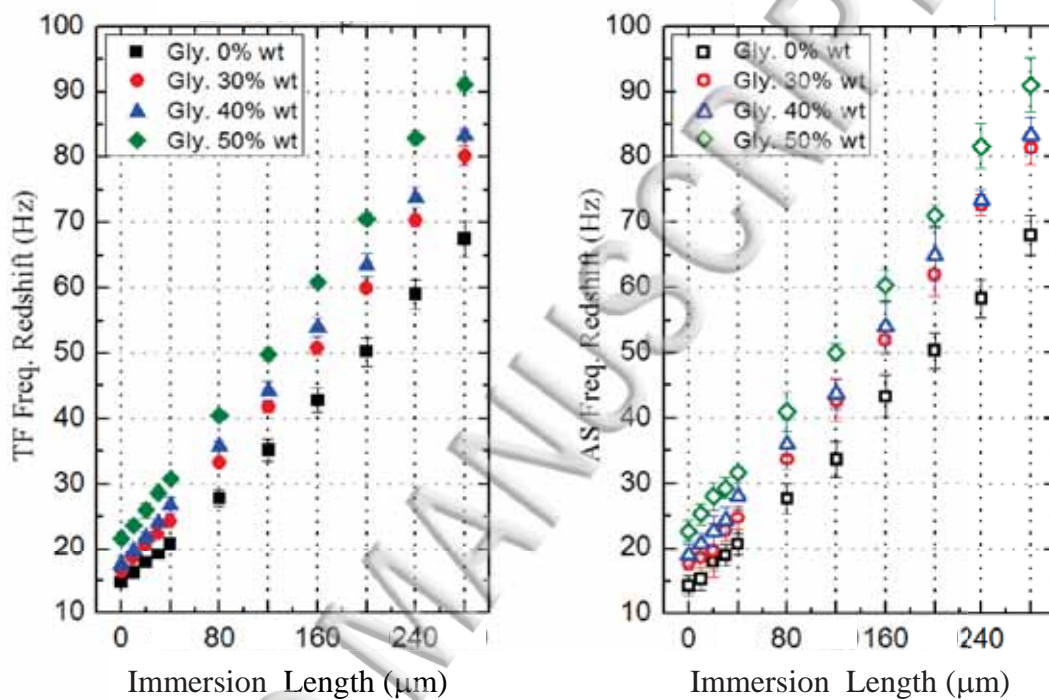 100
90
80
70
60
50
40
30
20
10
TF Freq. Redshift (Hz)
Gly. 0% wt
Gly. 30% wt
Gly. 40% wt
Gly. 50% wt
0 80 160 240
Immersion Length (μm)
100
90
80
70
60
50
40
30
20
10
AS Freq. Redshift (Hz)
Gly. 0% wt
Gly. 30% wt
Gly. 40% wt
Gly. 50% wt
0 80 160 240
Immersion Length (μm)
MANUSCRIP